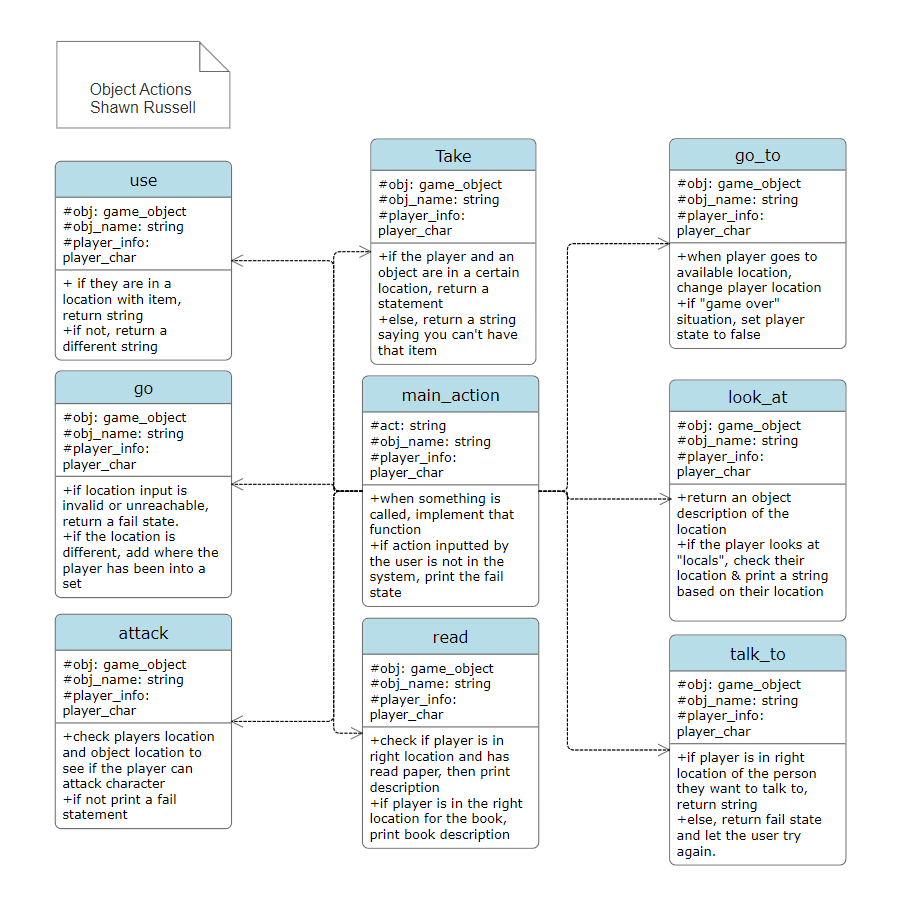 Object Actions
Shawn Russell
use
#obj: game_object
#obj_name: string
#player_info:
player_char
+ if they are in a
location with item,
return string
+if not, return a
different string
Take
#obj: game_object
#obj_name: string
#player_info:
player_char
+if the player and an
object are in a certain
location, return a
statement
+else, return a string
saying you can't have
that item
go_to
#obj: game_object
#obj_name: string
#player_info:
player_char
+when player goes to
available location,
change player location
+if "game over"
situation, set player
state to false
go
#obj: game_object
#obj_name: string
#player_info:
player_char
+if location input is
invalid or unreachable,
return a fail state.
+if the location is
different, add where the
player has been into a
set
main_action
#act: string
#obj_name: string
#player_info:
player_char
+when something is
called, implement that
function
+if action inputted by
the user is not in the
system, print the fail
state
look_at
#obj: game_object
#obj_name: string
#player_info:
player_char
+return an object
description of the
location
+if the player looks at
"locals", check their
location & print a string
based on their location
attack
#obj: game_object
#obj_name: string
#player_info:
player_char
+check players location
and object location to
see if the player can
attack character
+if not print a fail
statement
read
#obj: game_object
#obj_name: string
#player_info:
player_char
+check if player is in
right location and has
read paper, then print
description
+if player is in the right
location for the book,
print book description
talk_to
#obj: game_object
#obj_name: string
#player_info:
player_char
+if player is in right
location of the person
they want to talk to,
return string
+else, return fail state
and let the user try
again.